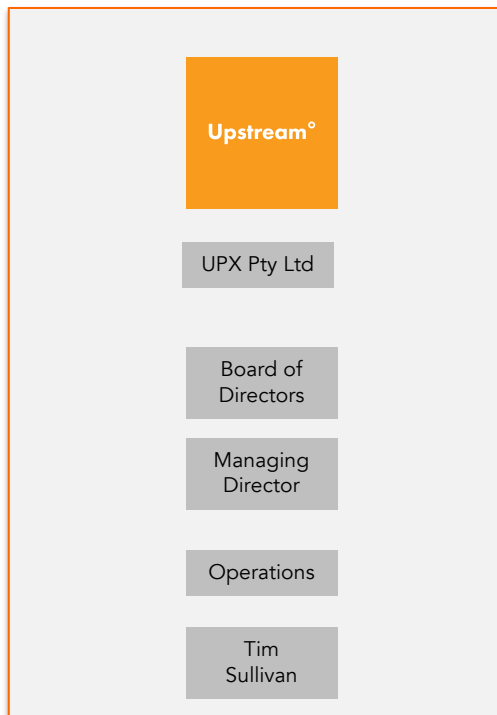 Upstream°
UPX Pty Ltd
Board of
Directors
Managing
Director
Operations
Tim
Sullivan